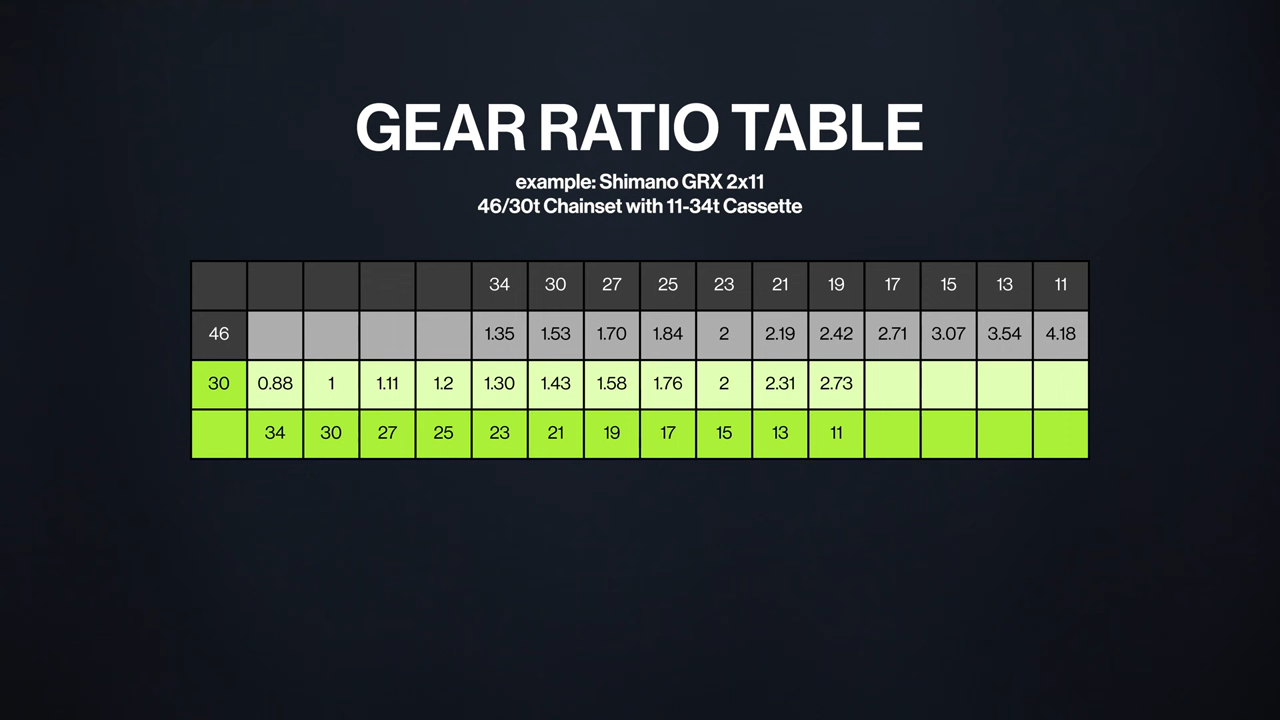 GEAR RATIO TABLE
example: Shimano GRX 2x11
46/30t Chainset with 11-34t Cassette
34 30 27 25 23 21 19 17 15 13 11
46 1.35 1.53 1.70 1.84 2 2.19 2.42 2.71 3.07 3.54 4.18
30 0.88 1 1.11 1.2 1.30 1.43 1.58 1.76 2 2.31 2.73
34 30 27 25 23 21 19 17 15 13 11